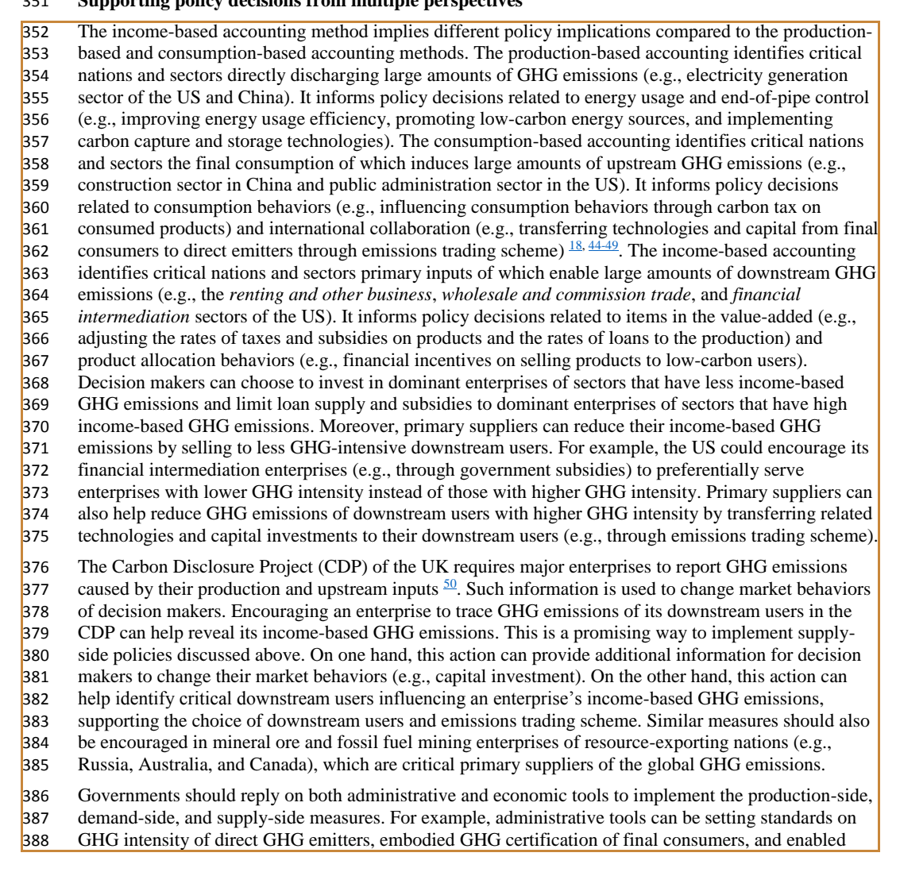 351 Supporting policy decisions from multiple perspectives
352 The income-based accounting method implies different policy implications compared to the production-
353 based and consumption-based accounting methods. The production-based accounting identifies critical
354 nations and sectors directly discharging large amounts of GHG emissions (e.g., electricity generation
355 sector of the US and China). It informs policy decisions related to energy usage and end-of-pipe control
356 (e.g., improving energy usage efficiency, promoting low-carbon energy sources, and implementing
357 carbon capture and storage technologies). The consumption-based accounting identifies critical nations
358 and sectors the final consumption of which induces large amounts of upstream GHG emissions (e.g.,
359 construction sector in China and public administration sector in the US). It informs policy decisions
360 related to consumption behaviors (e.g., influencing consumption behaviors through carbon tax on
361 consumed products) and international collaboration (e.g., transferring technologies and capital from final
362 consumers to direct emitters through emissions trading scheme) 18, 44-49. The income-based accounting
363 identifies critical nations and sectors primary inputs of which enable large amounts of downstream GHG
364 emissions (e.g., the renting and other business, wholesale and commission trade, and financial
365 intermediation sectors of the US). It informs policy decisions related to items in the value-added (e.g.,
366 adjusting the rates of taxes and subsidies on products and the rates of loans to the production) and
367 product allocation behaviors (e.g., financial incentives on selling products to low-carbon users).
368 Decision makers can choose to invest in dominant enterprises of sectors that have less income-based
369 GHG emissions and limit loan supply and subsidies to dominant enterprises of sectors that have high
370 income-based GHG emissions. Moreover, primary suppliers can reduce their income-based GHG
371 emissions by selling to less GHG-intensive downstream users. For example, the US could encourage its
372 financial intermediation enterprises (e.g., through government subsidies) to preferentially serve
373 enterprises with lower GHG intensity instead of those with higher GHG intensity. Primary suppliers can
374 also help reduce GHG emissions of downstream users with higher GHG intensity by transferring related
375 technologies and capital investments to their downstream users (e.g., through emissions trading scheme).
376 The Carbon Disclosure Project (CDP) of the UK requires major enterprises to report GHG emissions
377 caused by their production and upstream inputs 50. Such information is used to change market behaviors
378 of decision makers. Encouraging an enterprise to trace GHG emissions of its downstream users in the
379 CDP can help reveal its income-based GHG emissions. This is a promising way to implement supply-
380 side policies discussed above. On one hand, this action can provide additional information for decision
381 makers to change their market behaviors (e.g., capital investment). On the other hand, this action can
382 help identify critical downstream users influencing an enterprise's income-based GHG emissions,
383 supporting the choice of downstream users and emissions trading scheme. Similar measures should also
384 be encouraged in mineral ore and fossil fuel mining enterprises of resource-exporting nations (e.g.,
385 Russia, Australia, and Canada), which are critical primary suppliers of the global GHG emissions.
386 Governments should reply on both administrative and economic tools to implement the production-side,
387 demand-side, and supply-side measures. For example, administrative tools can be setting standards on
388 GHG intensity of direct GHG emitters, embodied GHG certification of final consumers, and enabled